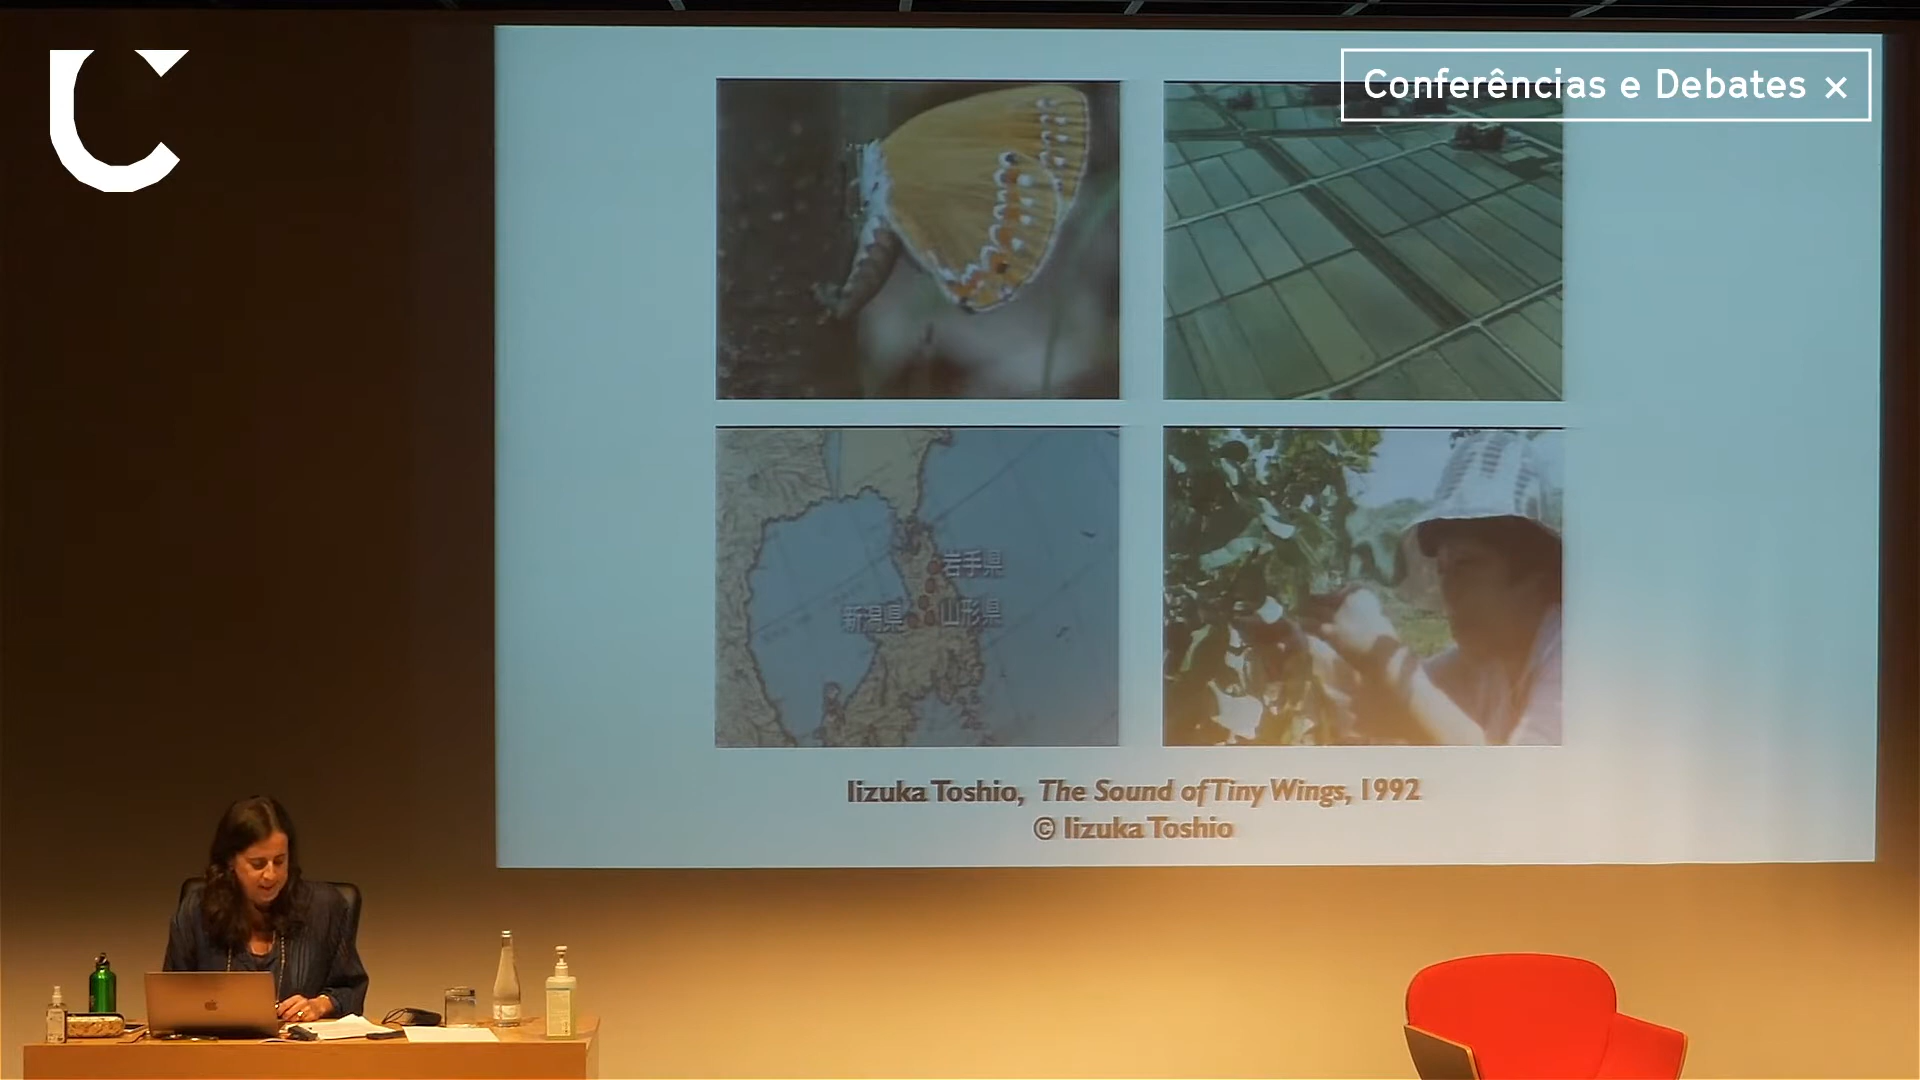 Conferências e Debates ×
岩手県
新潟県
山形県
Iizuka Toshio, The Sound of Tiny Wings, 1992
© Iizuka Toshio